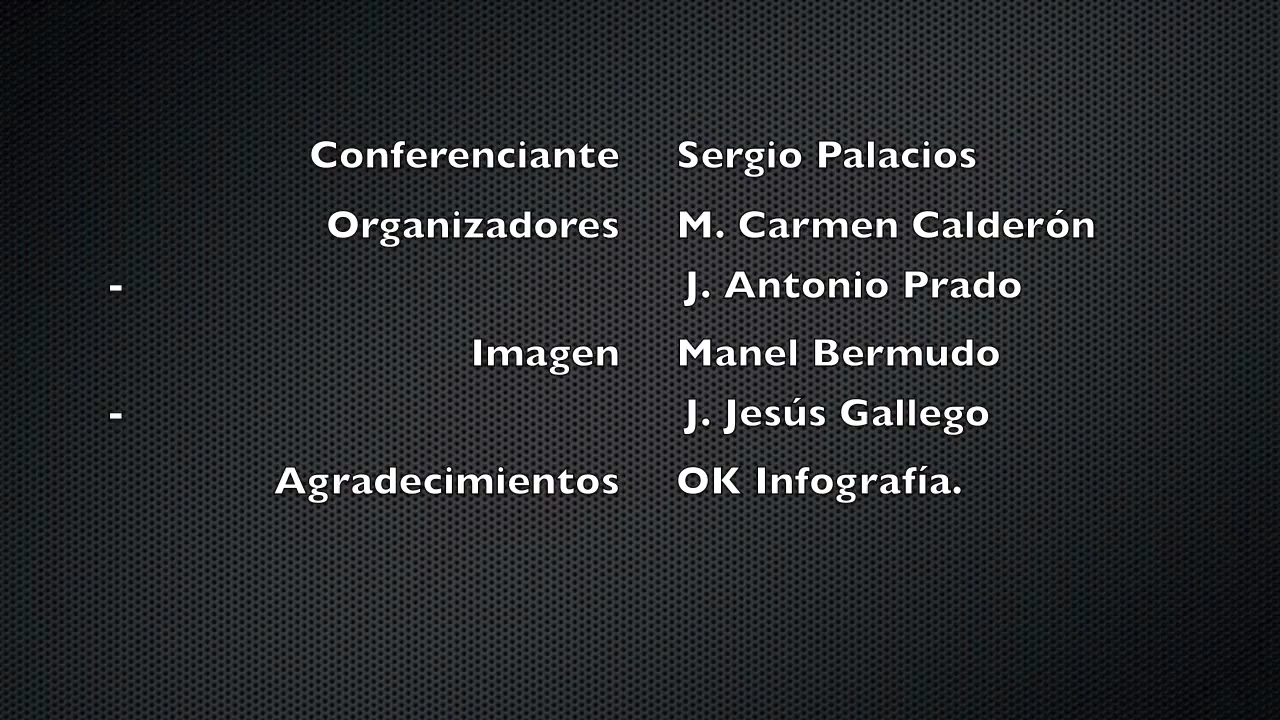 Conferenciante Sergio Palacios
Organizadores M. Carmen Calderón
- J. Antonio Prado
Imagen Manel Bermudo
- J. Jesús Gallego
Agradecimientos OK Infografía.